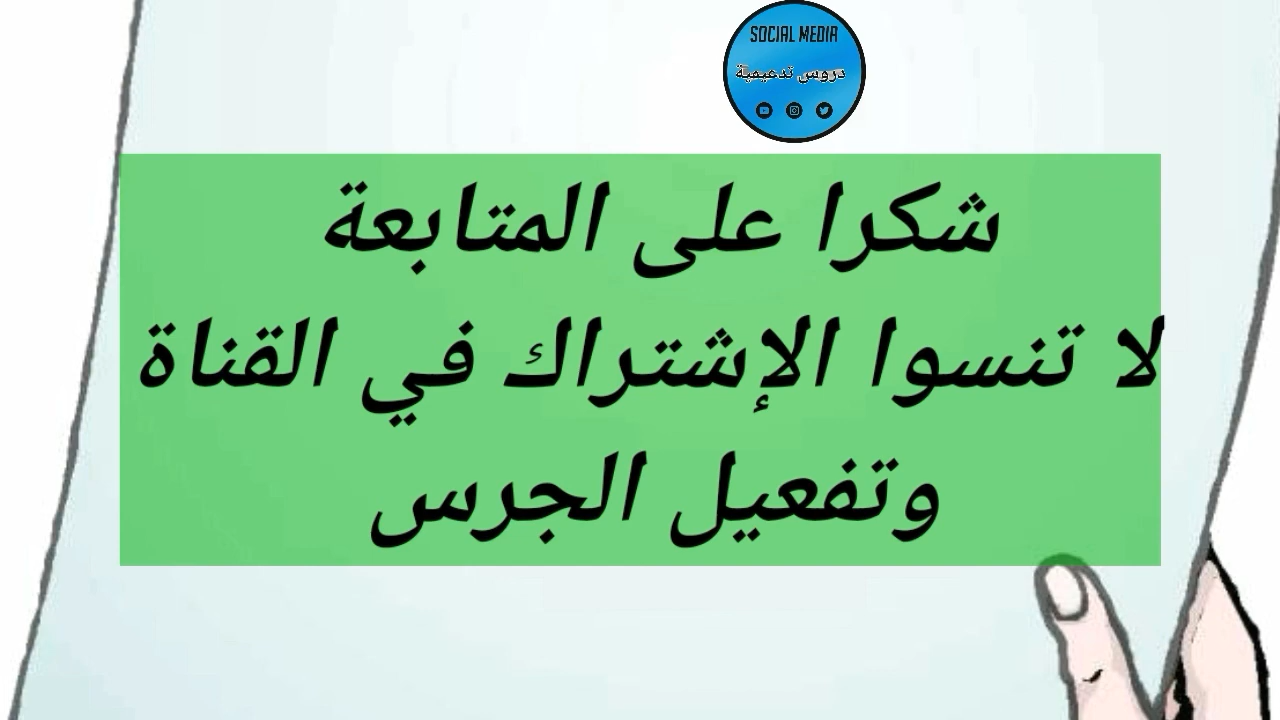 SOCIAL MEDIA
دروس تدعيمية
شكرا على المتابعة
لا تنسوا الإشتراك في القناة
وتفعيل الجرس